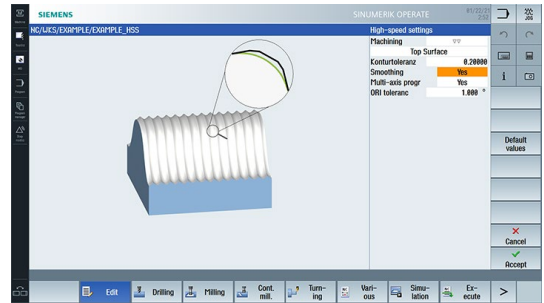 SIEMENS
SINUMERIK OPERATE
JOG
NC/WKS/EXAMPLE/EXAMPLE_HSS
High-speed settings
Machining ▽▽
Top Surface
Konturtoleranz 0.20000
Smoothing Yes
Multi-axis progr Yes
ORI toleranc 1.000 °
Default values
Cancel
Accept
Edit
Drilling
Milling
Cont. mill.
Turn- ing
Vari- ous
Simu- lation
Ex- ecute